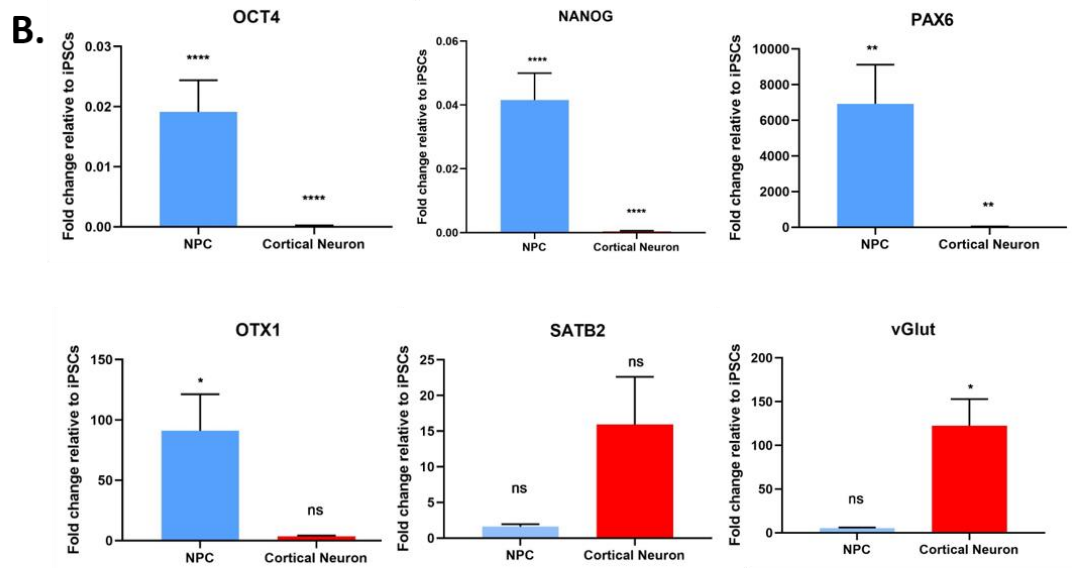 B.
OCT4
Fold change relative to iPSCs
0.03
0.02
0.01
0.00
****
****
NPC
Cortical Neuron
NANOG
Fold change relative to iPSCs
0.06
0.04
0.02
0.00
****
****
NPC
Cortical Neuron
PAX6
Fold change relative to iPSCs
10000
8000
6000
4000
2000
0
**
**
NPC
Cortical Neuron
OTX1
Fold change relative to iPSCs
150
100
50
0
*
ns
NPC
Cortical Neuron
SATB2
Fold change relative to iPSCs
25
20
15
10
5
0
ns
ns
NPC
Cortical Neuron
vGlut
Fold change relative to iPSCs
200
150
100
50
0
ns
*
NPC
Cortical Neuron